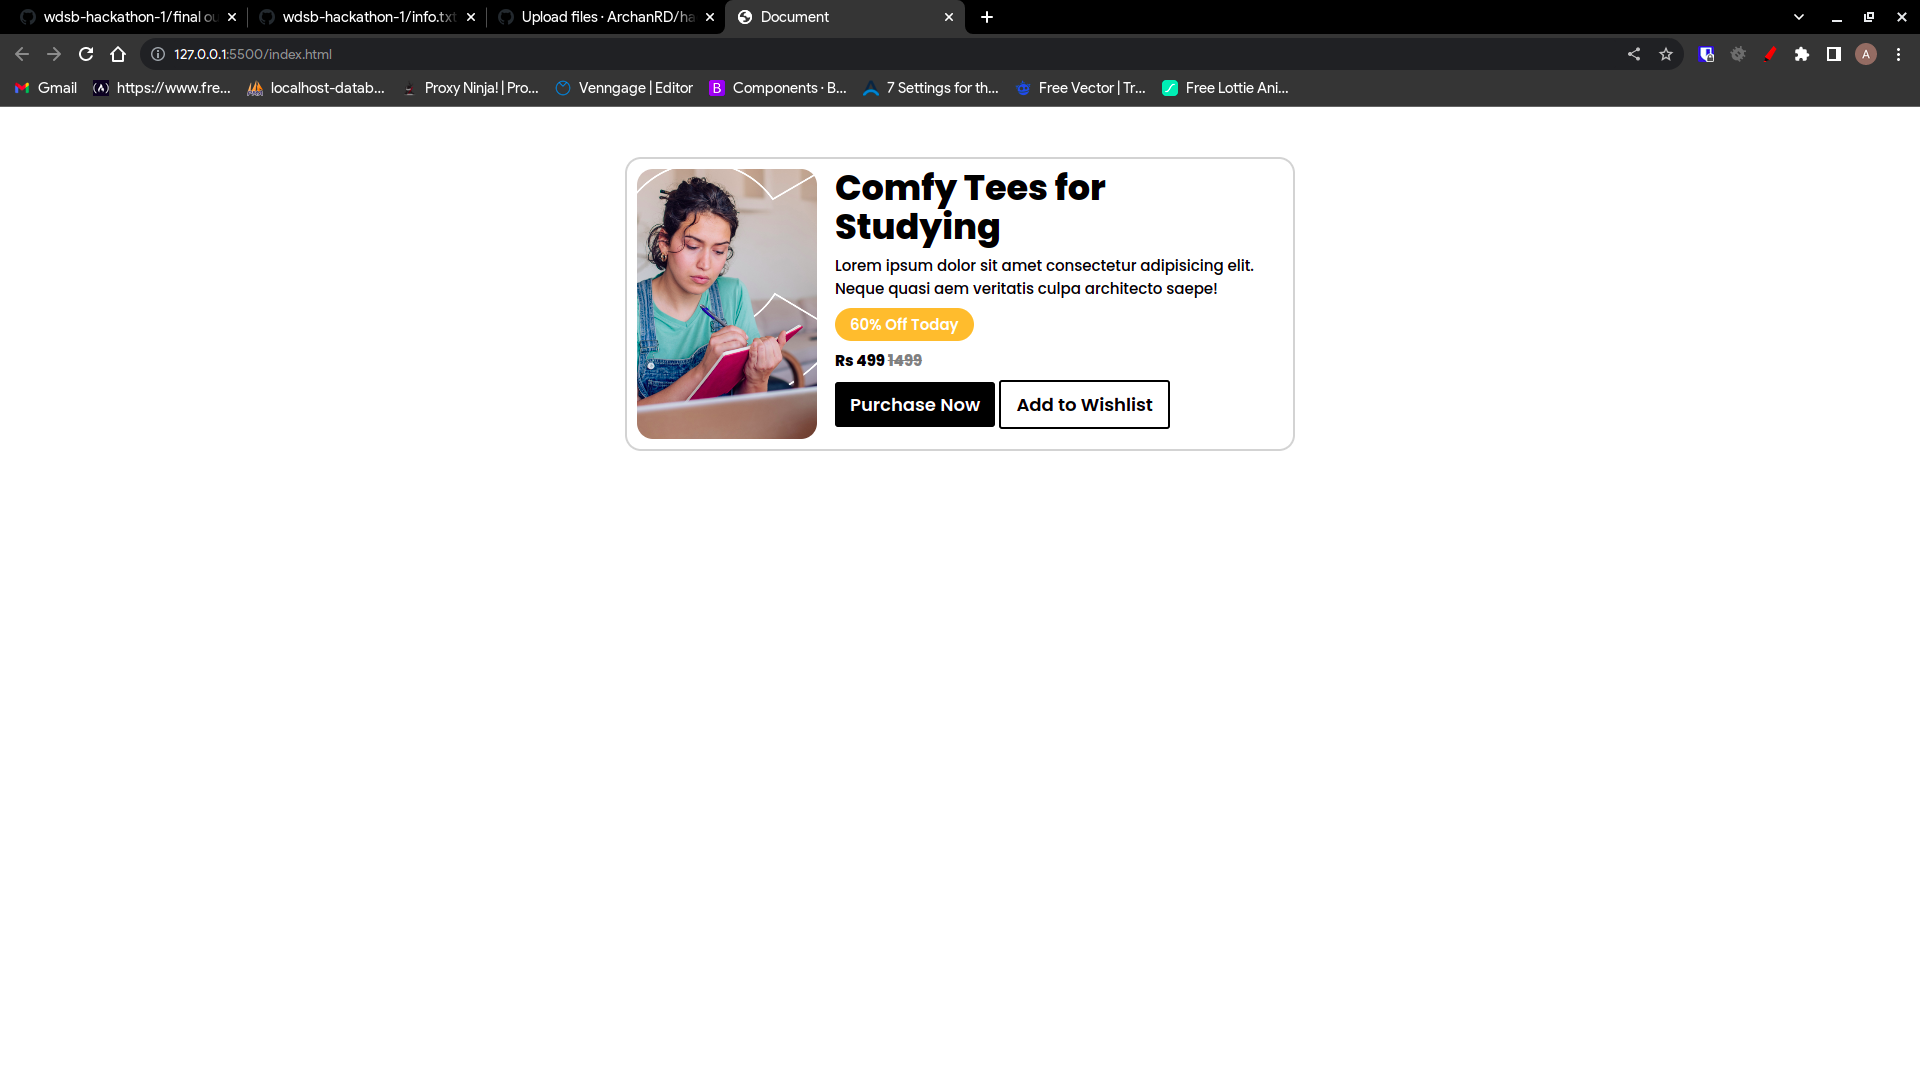 wdsb-hackathon-1/final ou
wdsb-hackathon-1/info.txt
Upload files · ArchanRD/ha
Document
127.0.0.1:5500/index.html
A
Gmail
https://www.fre...
localhost-datab...
Proxy Ninja! | Pro...
Venngage | Editor
B
Components · B...
7 Settings for th...
Free Vector | Tr...
Free Lottie Ani...
Comfy Tees for
Studying
Lorem ipsum dolor sit amet consectetur adipisicing elit.
Neque quasi aem veritatis culpa architecto saepe!
60% Off Today
Rs 499 1499
Purchase Now
Add to Wishlist